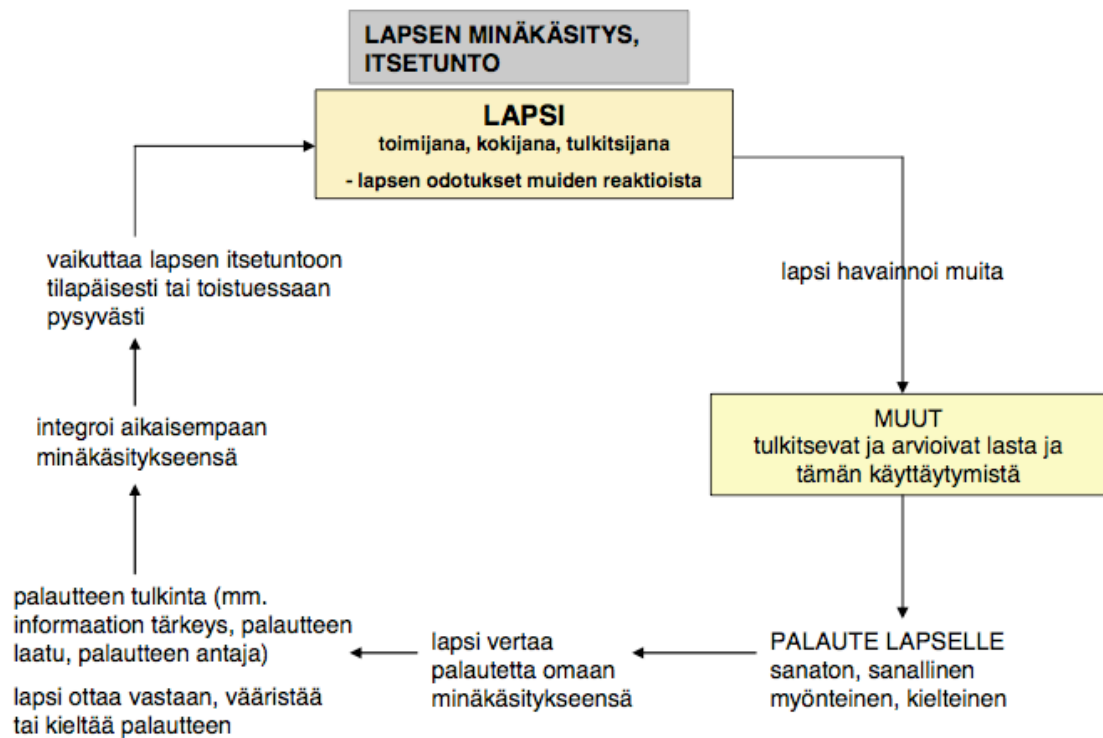 LAPSEN MINÄKÄSITYS,
ITSETUNTO
LAPSI
toimijana, kokijana, tulkitsijana
- lapsen odotukset muiden reaktioista
lapsi havainnoi muita
MUUT
tulkitsevat ja arvioivat lasta ja
tämän käyttäytymistä
PALAUTE LAPSELLE
sanaton, sanallinen
myönteinen, kielteinen
lapsi vertaa
palautetta omaan
minäkäsitykseensä
palautteen tulkinta (mm.
informaation tärkeys, palautteen
laatu, palautteen antaja)
lapsi ottaa vastaan, vääristää
tai kieltää palautteen
integroi aikaisempaan
minäkäsitykseensä
vaikuttaa lapsen itsetuntoon
tilapäisesti tai toistuessaan
pysyvästi